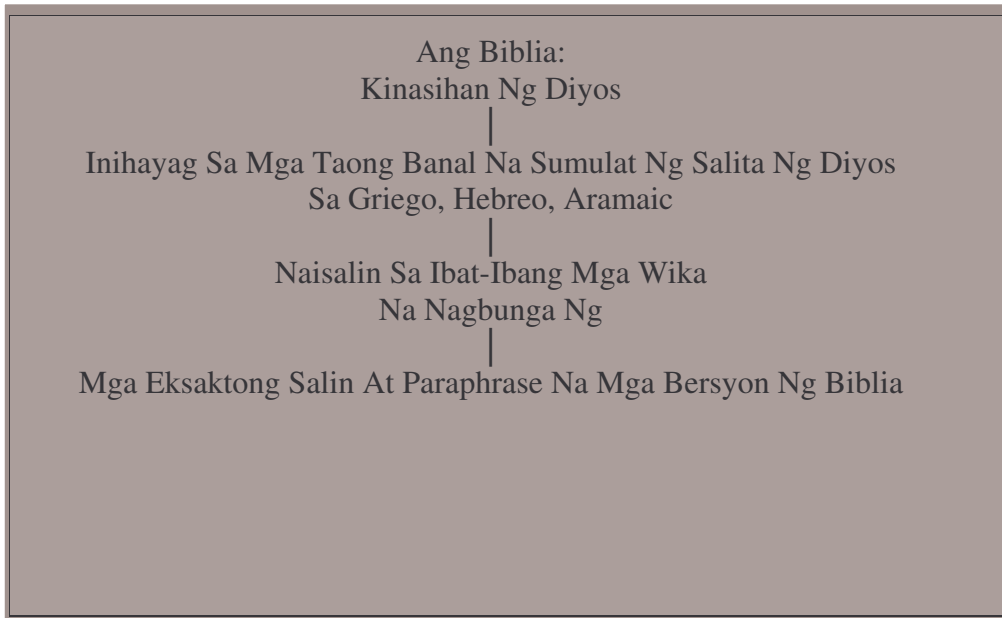 Ang Biblia:
Kinasihan Ng Diyos
Inihayag Sa Mga Taong Banal Na Sumulat Ng Salita Ng Diyos
Sa Griego, Hebreo, Aramaic
Naisalin Sa Ibat-Ibang Mga Wika
Na Nagbunga Ng
Mga Eksaktong Salin At Paraphrase Na Mga Bersyon Ng Biblia